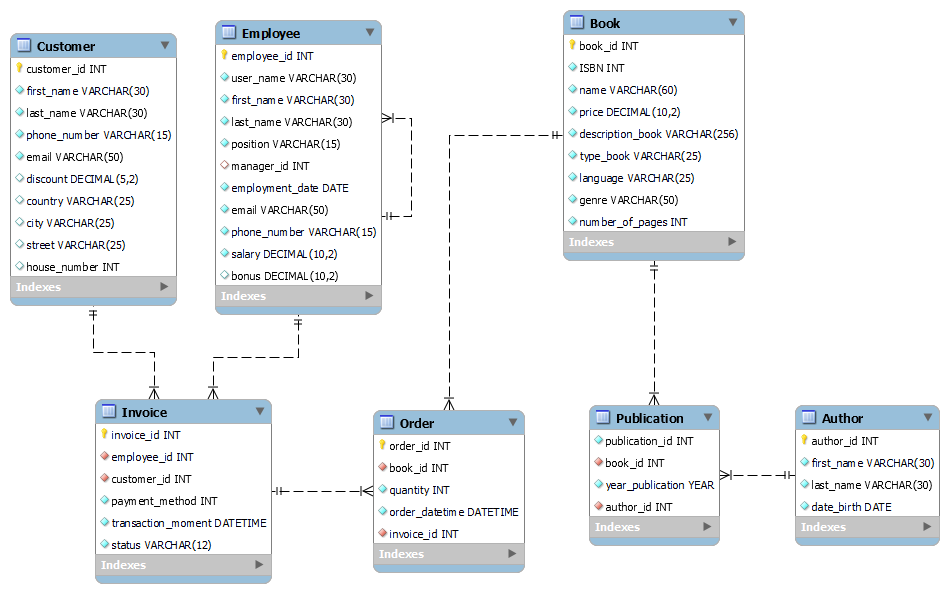 Customer
customer_id INT
first_name VARCHAR(30)
last_name VARCHAR(30)
phone_number VARCHAR(15)
email VARCHAR(50)
discount DECIMAL(5,2)
country VARCHAR(25)
city VARCHAR(25)
street VARCHAR(25)
house_number INT
Indexes
Employee
employee_id INT
user_name VARCHAR(30)
first_name VARCHAR(30)
last_name VARCHAR(30)
position VARCHAR(15)
manager_id INT
employment_date DATE
email VARCHAR(50)
phone_number VARCHAR(15)
salary DECIMAL(10,2)
bonus DECIMAL(10,2)
Indexes
Book
book_id INT
ISBN INT
name VARCHAR(60)
price DECIMAL(10,2)
description_book VARCHAR(256)
type_book VARCHAR(25)
language VARCHAR(25)
genre VARCHAR(50)
number_of_pages INT
Indexes
Invoice
invoice_id INT
employee_id INT
customer_id INT
payment_method INT
transaction_moment DATETIME
status VARCHAR(12)
Indexes
Order
order_id INT
book_id INT
quantity INT
order_datetime DATETIME
invoice_id INT
Indexes
Publication
publication_id INT
book_id INT
year_publication YEAR
author_id INT
Indexes
Author
author_id INT
first_name VARCHAR(30)
last_name VARCHAR(30)
date_birth DATE
Indexes